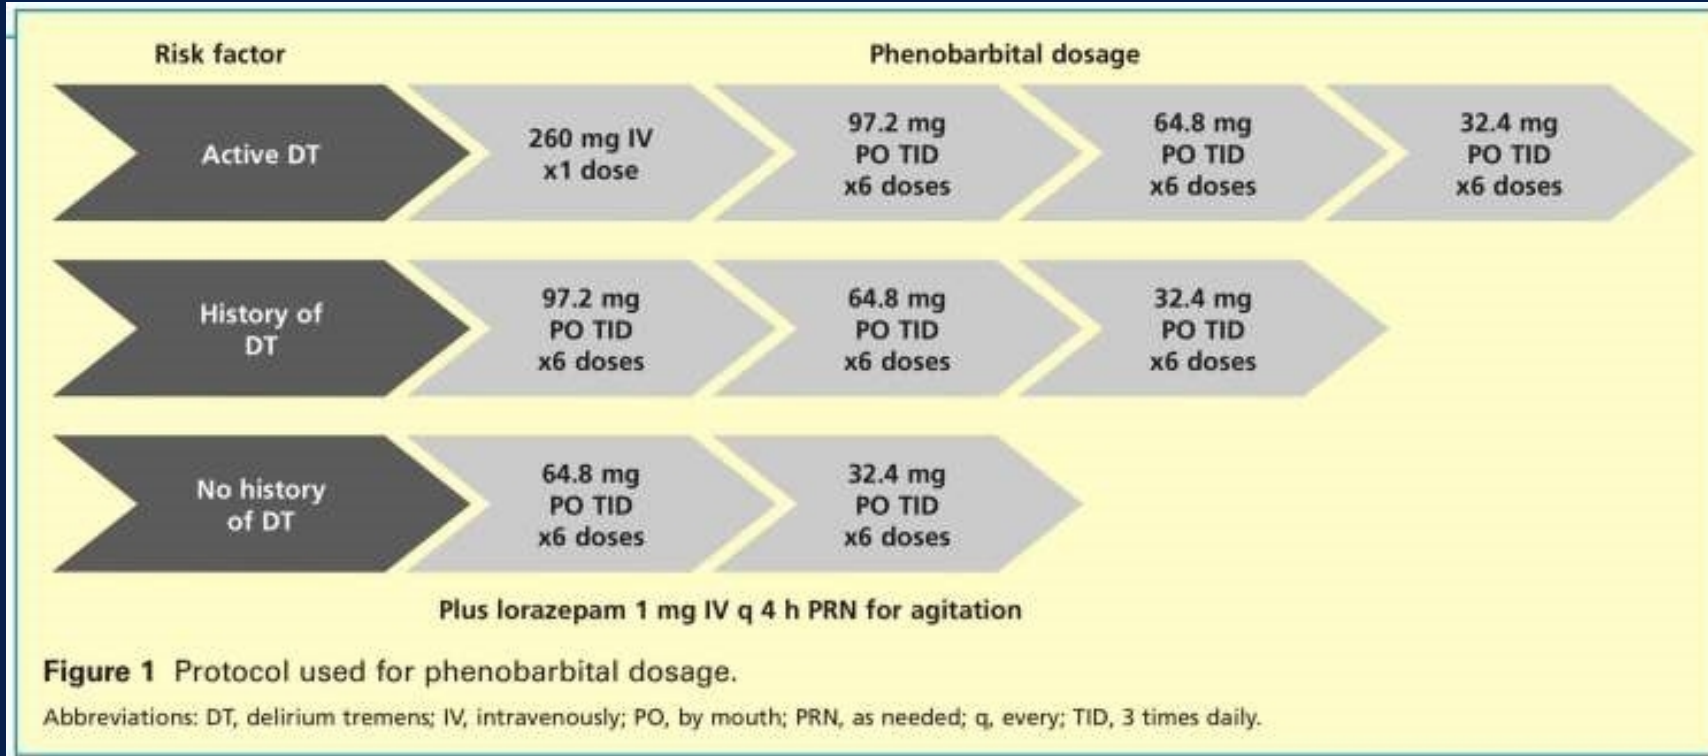 Risk factor
Phenobarbital dosage
Active DT
260 mg IV
x1 dose
97.2 mg
PO TID
x6 doses
64.8 mg
PO TID
x6 doses
32.4 mg
PO TID
x6 doses
History of
DT
97.2 mg
PO TID
x6 doses
64.8 mg
PO TID
x6 doses
32.4 mg
PO TID
x6 doses
No history
of DT
64.8 mg
PO TID
x6 doses
32.4 mg
PO TID
x6 doses
Plus lorazepam 1 mg IV q 4 h PRN for agitation
Figure 1 Protocol used for phenobarbital dosage.
Abbreviations: DT, delirium tremens; IV, intravenously; PO, by mouth; PRN, as needed; q, every; TID, 3 times daily.